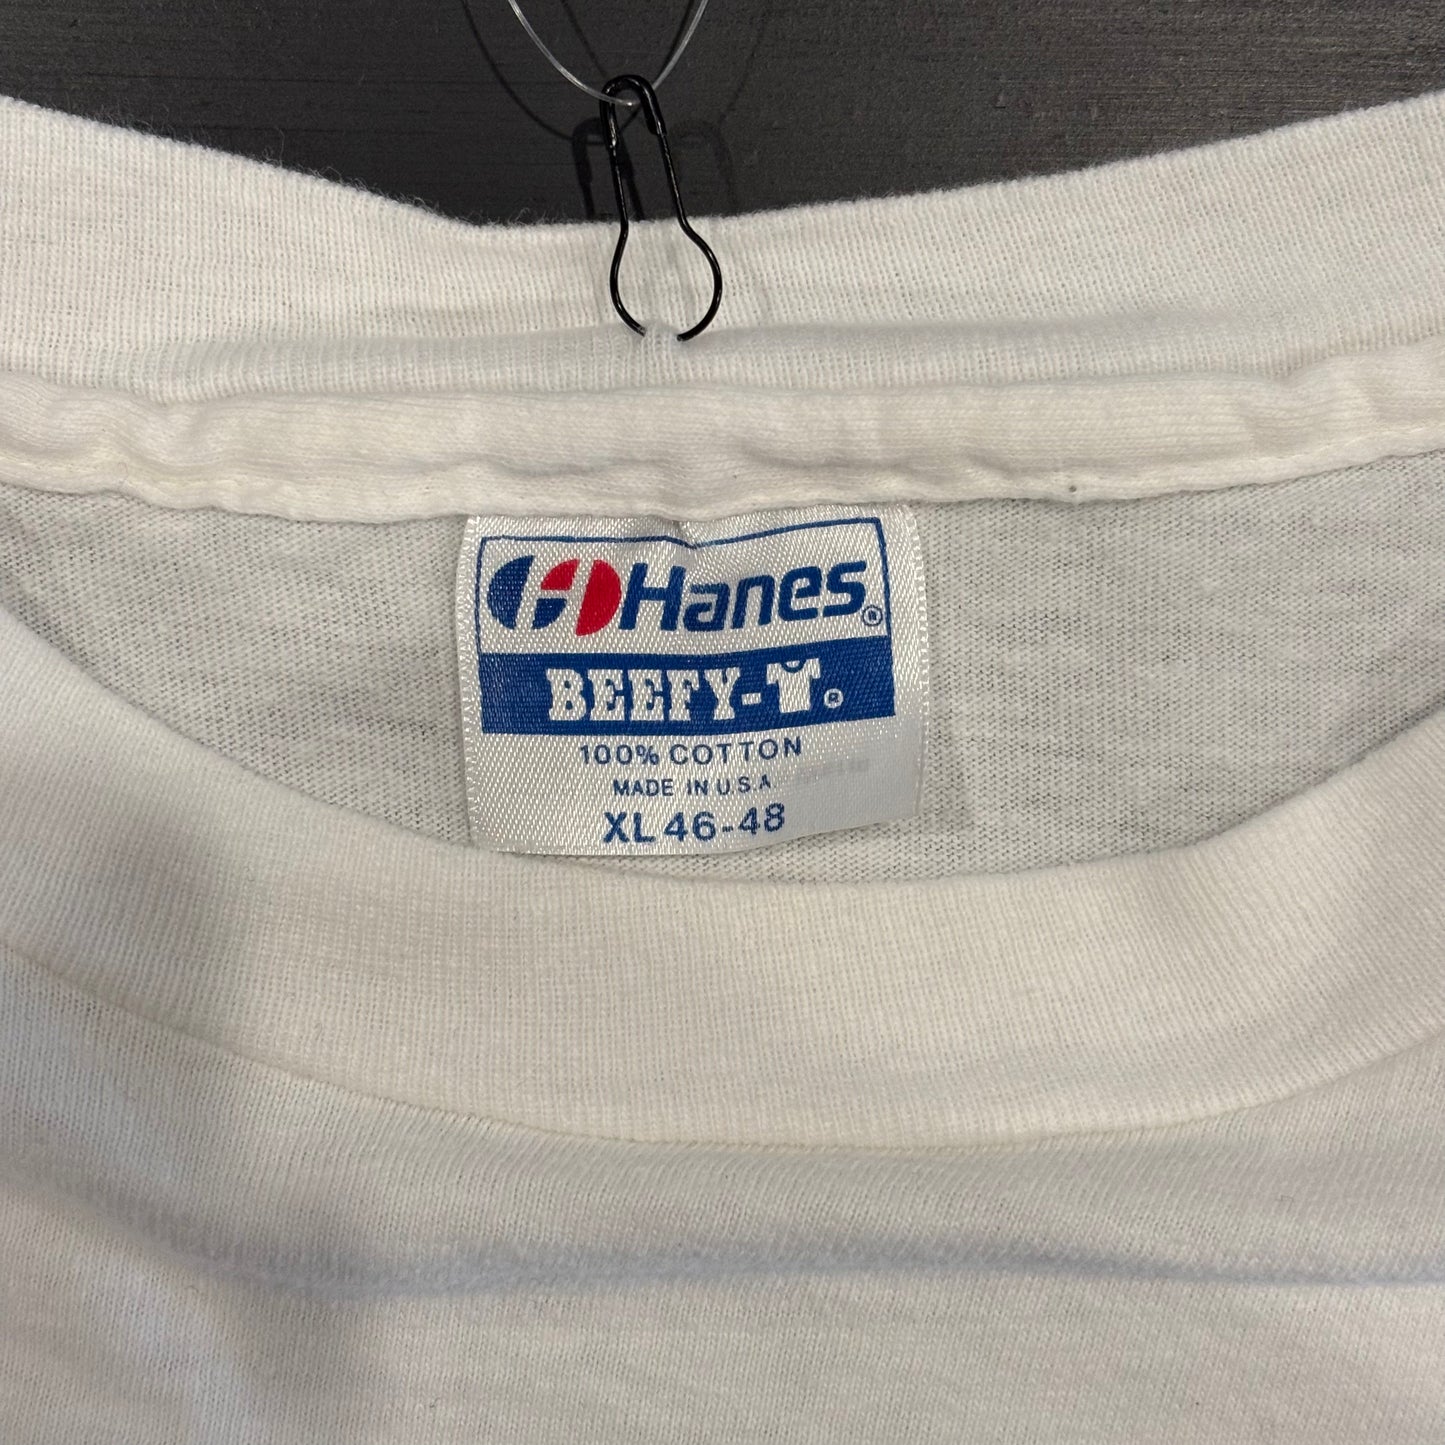 Hanes®
BEEFY-T®
100% COTTON
MADE IN U.S.A
XL 46-48